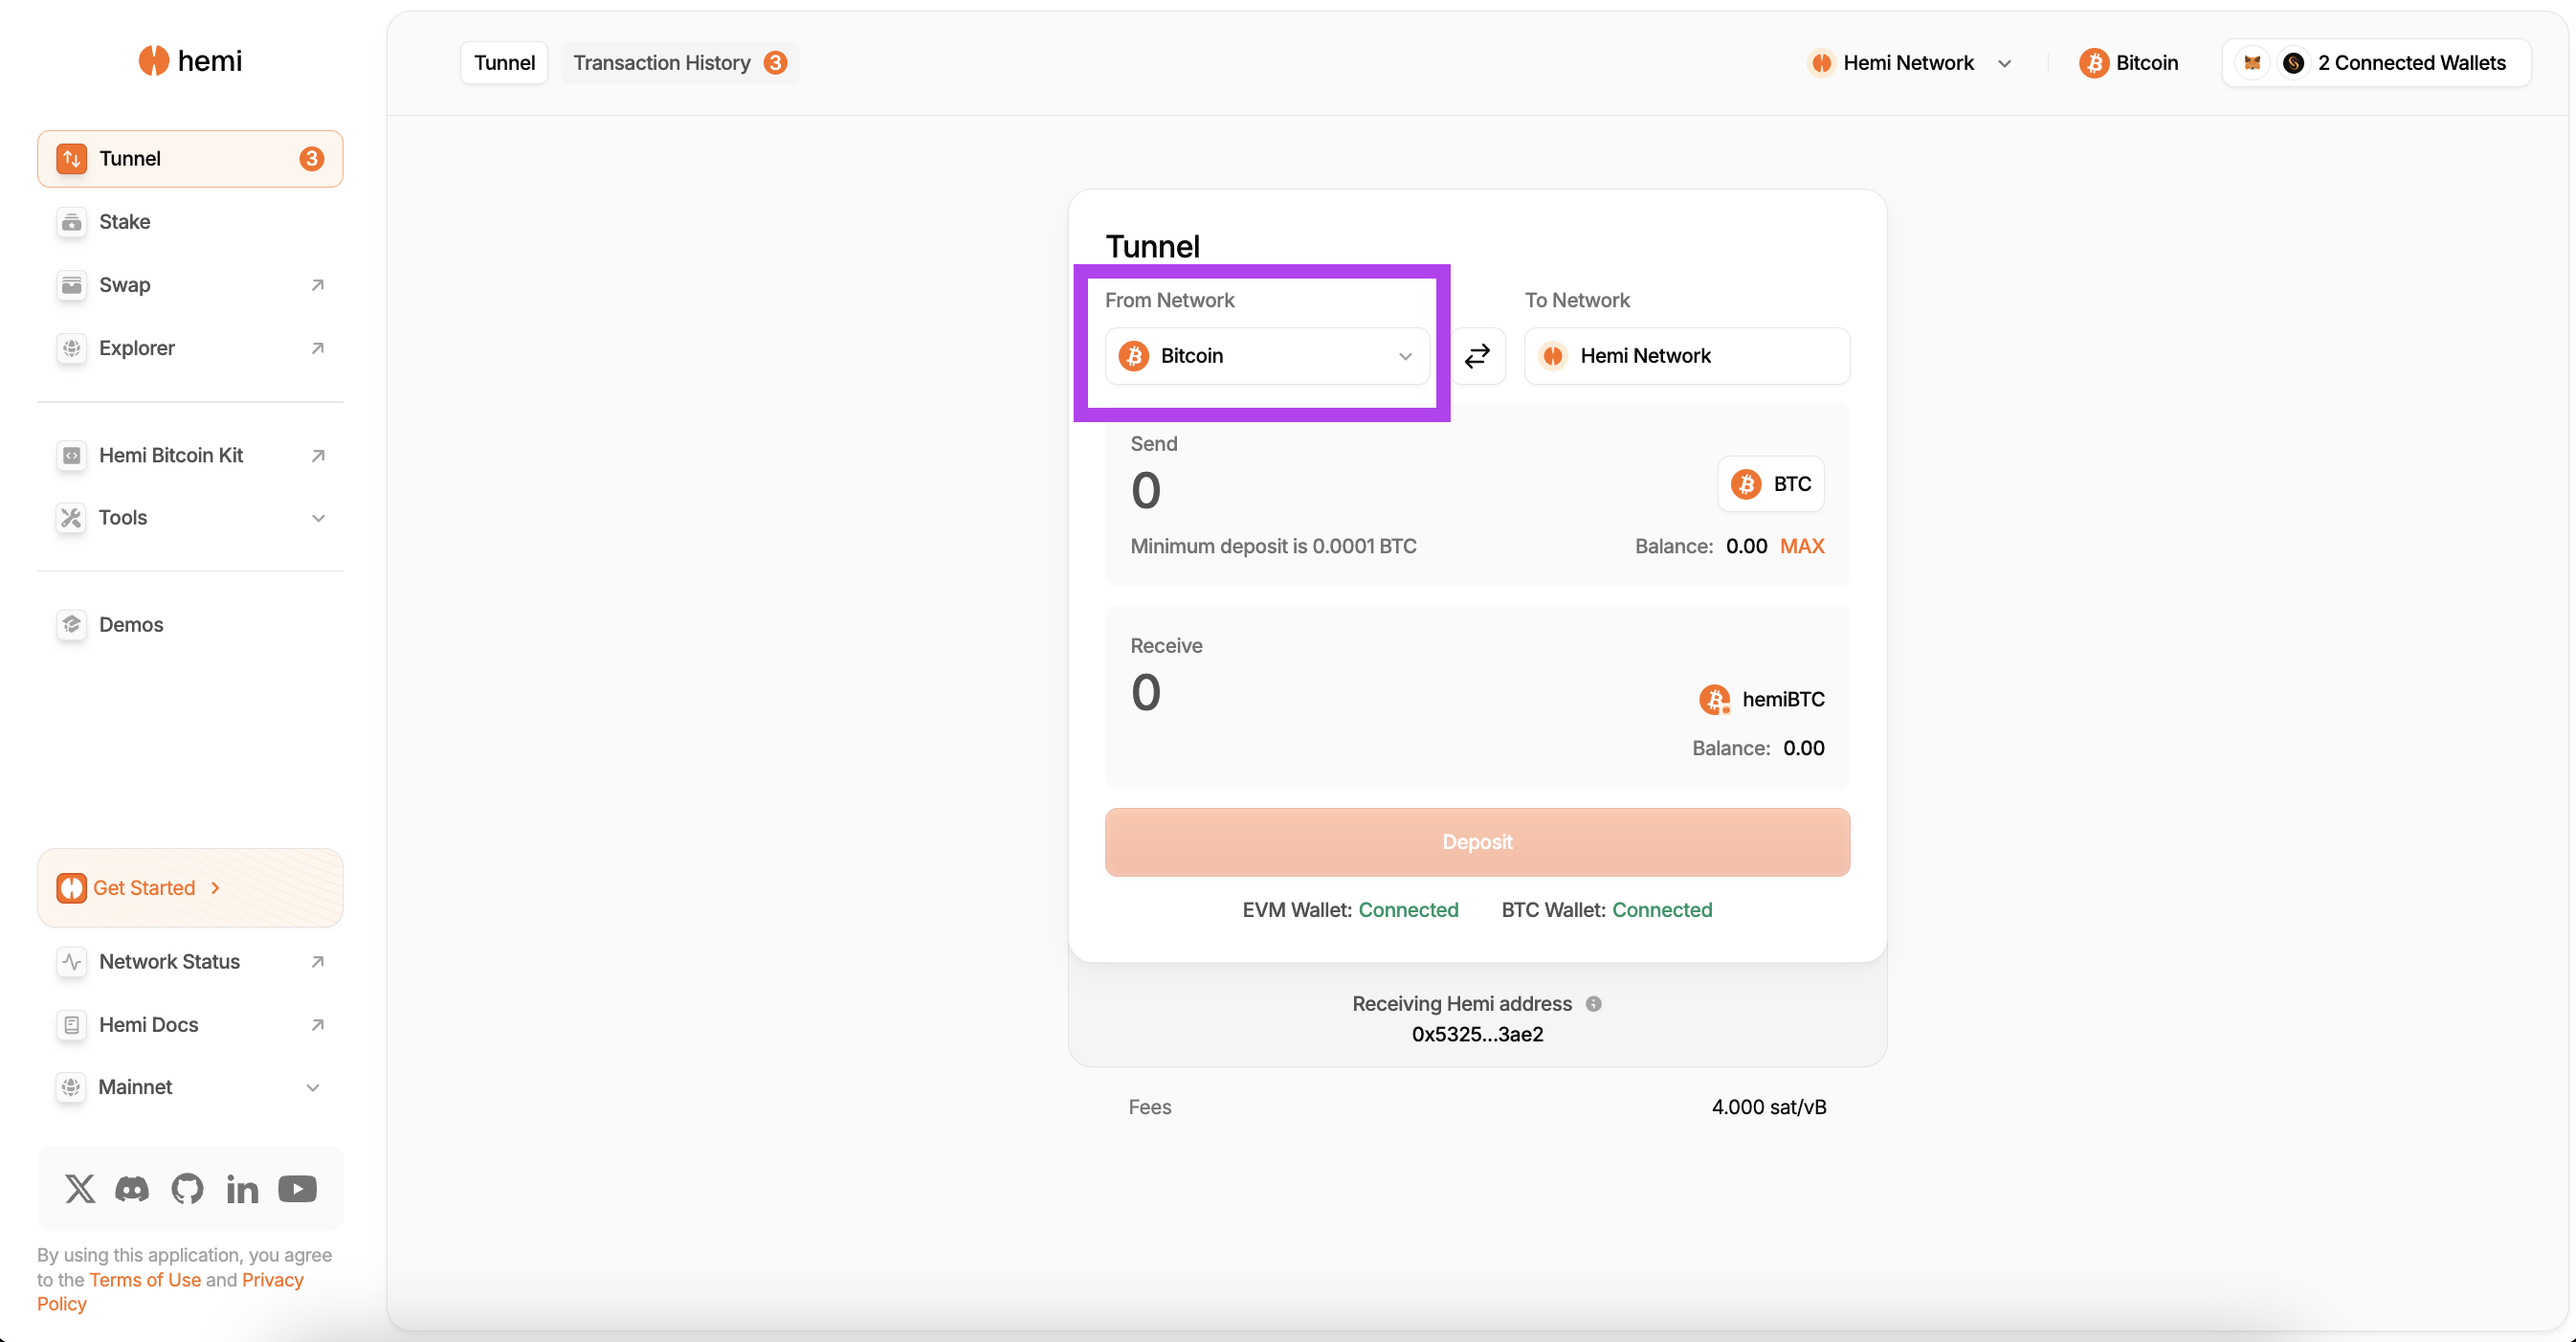 hemi
Tunnel 3
Stake
Swap
Explorer
Hemi Bitcoin Kit
Tools
Demos
Get Started
Network Status
Hemi Docs
Mainnet
By using this application, you agree
to the Terms of Use and Privacy
Policy
Tunnel Transaction History 3
Hemi Network Bitcoin 2 Connected Wallets
Tunnel
From Network To Network
Bitcoin Hemi Network
Send
0 BTC
Minimum deposit is 0.0001 BTC Balance: 0.00 MAX
Receive
0 hemiBTC
Balance: 0.00
Deposit
EVM Wallet: Connected BTC Wallet: Connected
Receiving Hemi address
0x5325...3ae2
Fees 4.000 sat/vB